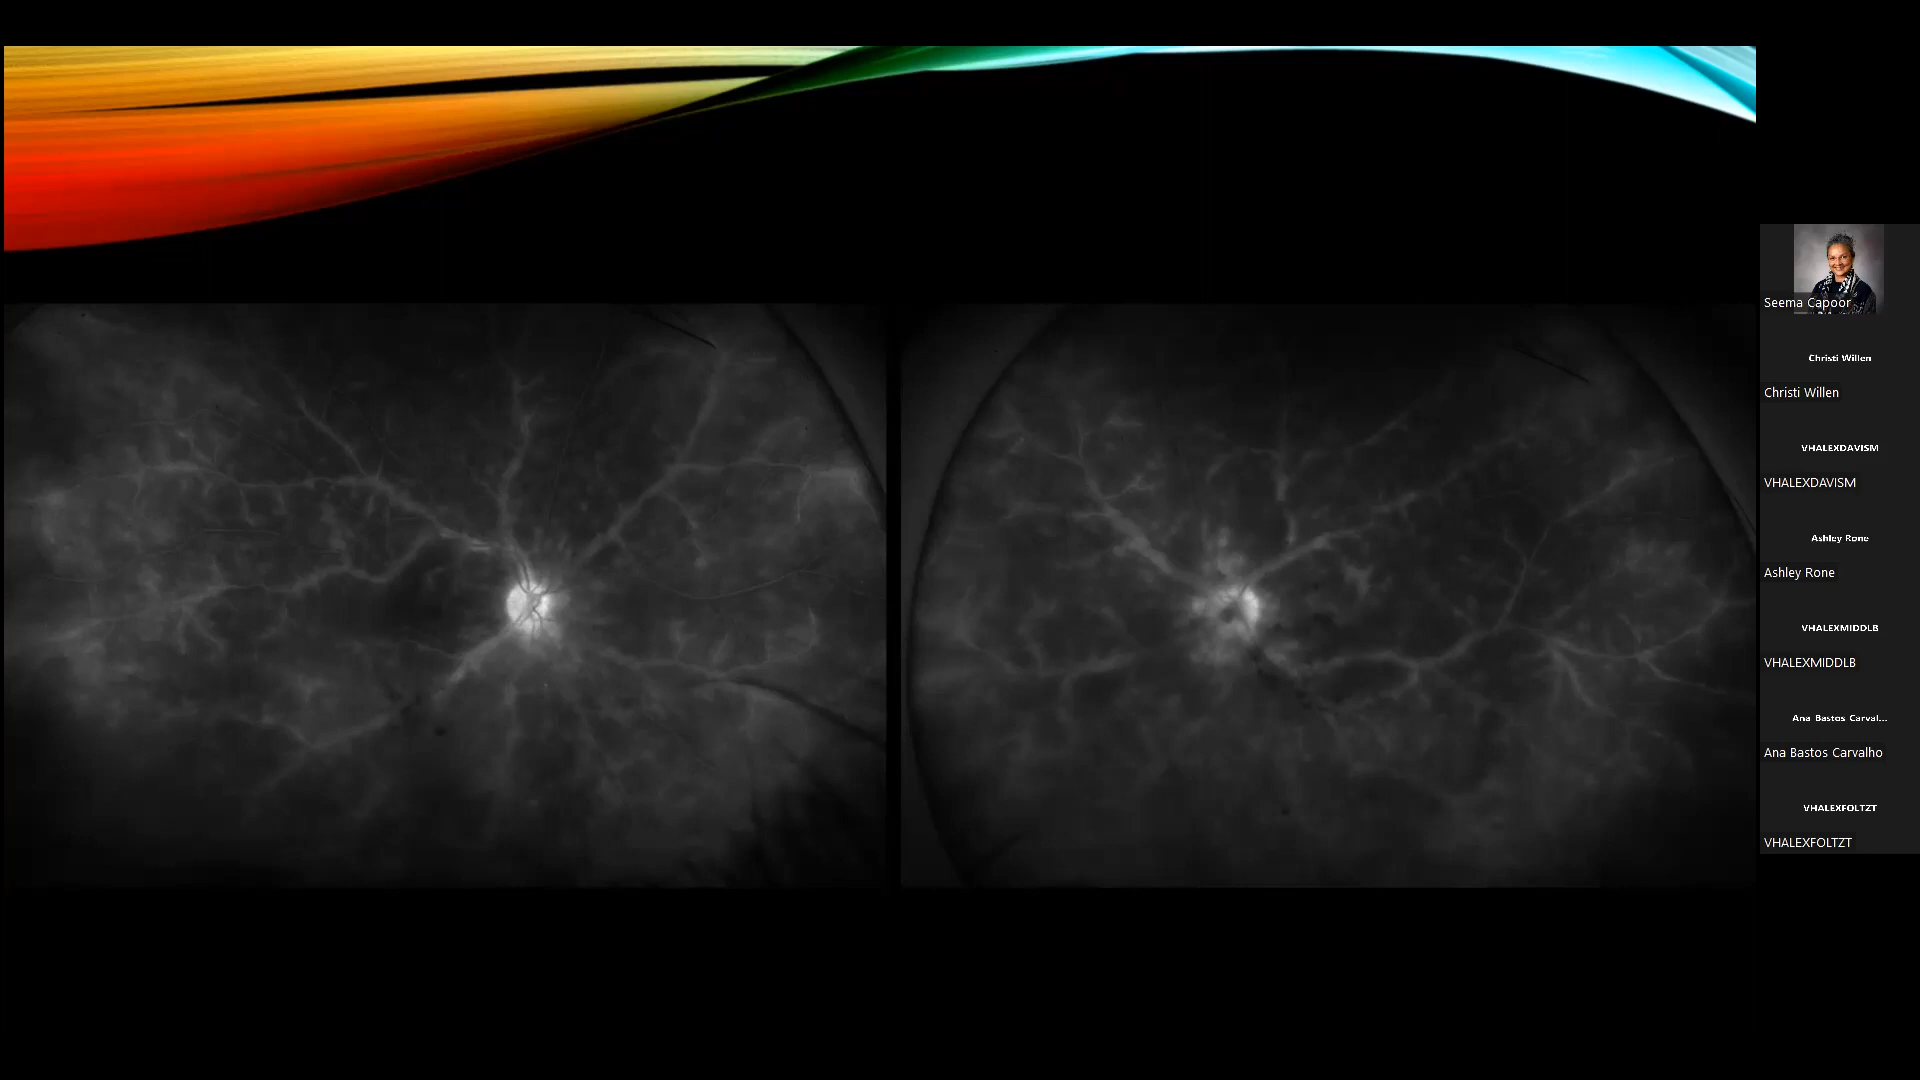 Seema Capoor
Christi Willen
Christi Willen
VHALEXDAVISM
VHALEXDAVISM
Ashley Rone
Ashley Rone
VHALEXMIDDLB
VHALEXMIDDLB
Ana Bastos Carval...
Ana Bastos Carvalho
VHALEXFOLTZT
VHALEXFOLTZT